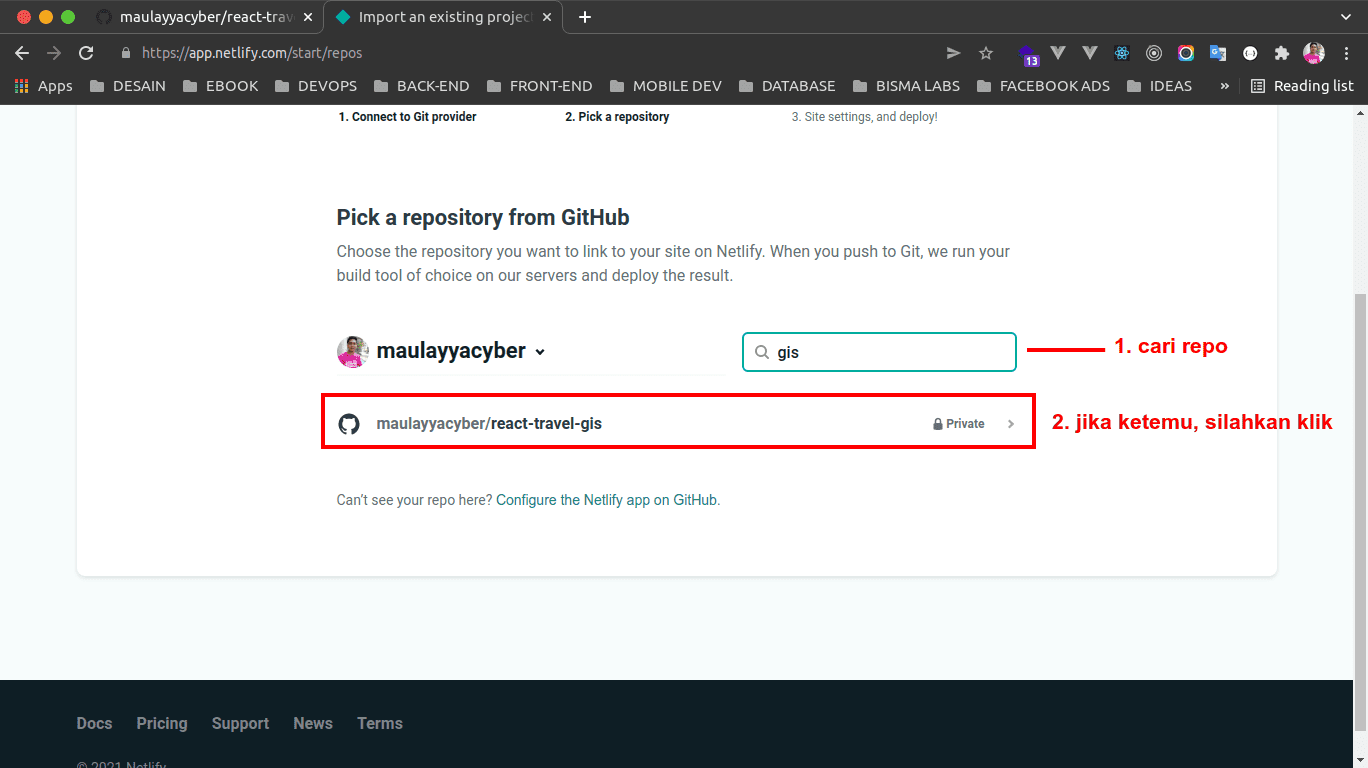 maulayyacyber/react-trav
Import an existing project
https://app.netlify.com/start/repos
13
Apps DESAIN EBOOK DEVOPS BACK-END FRONT-END MOBILE DEV DATABASE BISMA LABS FACEBOOK ADS IDEAS » Reading list
1. Connect to Git provider 2. Pick a repository 3. Site settings, and deploy!
Pick a repository from GitHub
Choose the repository you want to link to your site on Netlify. When you push to Git, we run your
build tool of choice on our servers and deploy the result.
maulayyacyber gis 1. cari repo
maulayyacyber/react-travel-gis Private 2. jika ketemu, silahkan klik
Can't see your repo here? Configure the Netlify app on GitHub.
Docs Pricing Support News Terms
© 2021 Netlify